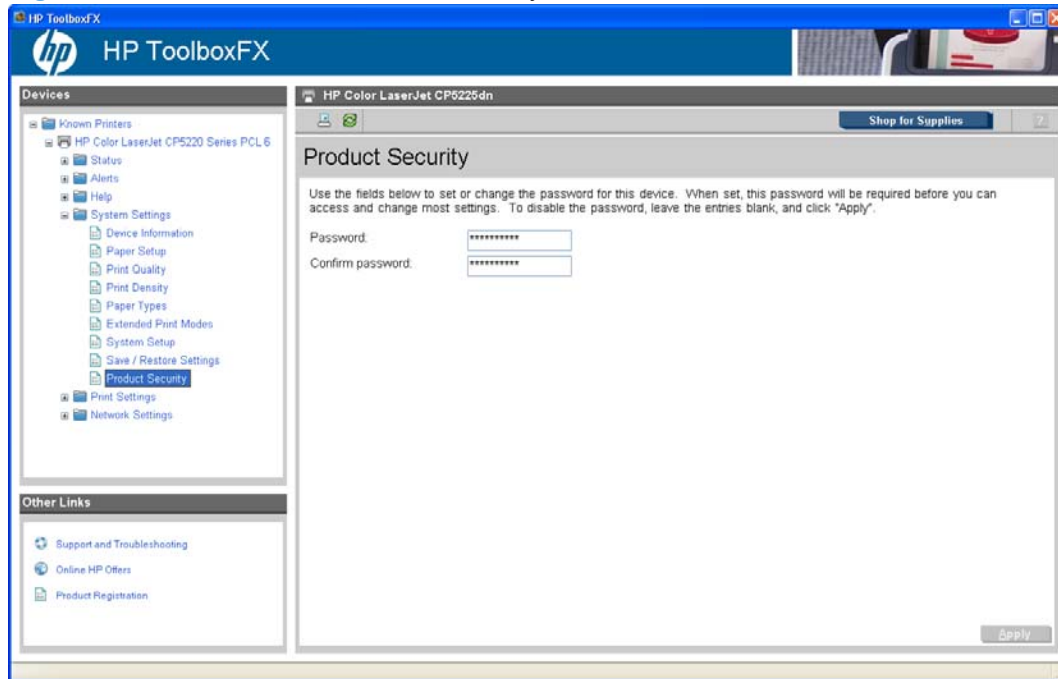 HP ToolboxFX
hp HP ToolboxFX
Devices
Known Printers
HP Color LaserJet CP5220 Series PCL 6
Status
Alerts
Help
System Settings
Device Information
Paper Setup
Print Quality
Print Density
Paper Types
Extended Print Modes
System Setup
Save / Restore Settings
Product Security
Print Settings
Network Settings
Other Links
Support and Troubleshooting
Online HP Offers
Product Registration
HP Color LaserJet CP5225dn
Shop for Supplies ?
Product Security
Use the fields below to set or change the password for this device. When set, this password will be required before you can
access and change most settings. To disable the password, leave the entries blank, and click "Apply".
Password: **********
Confirm password: **********
Apply